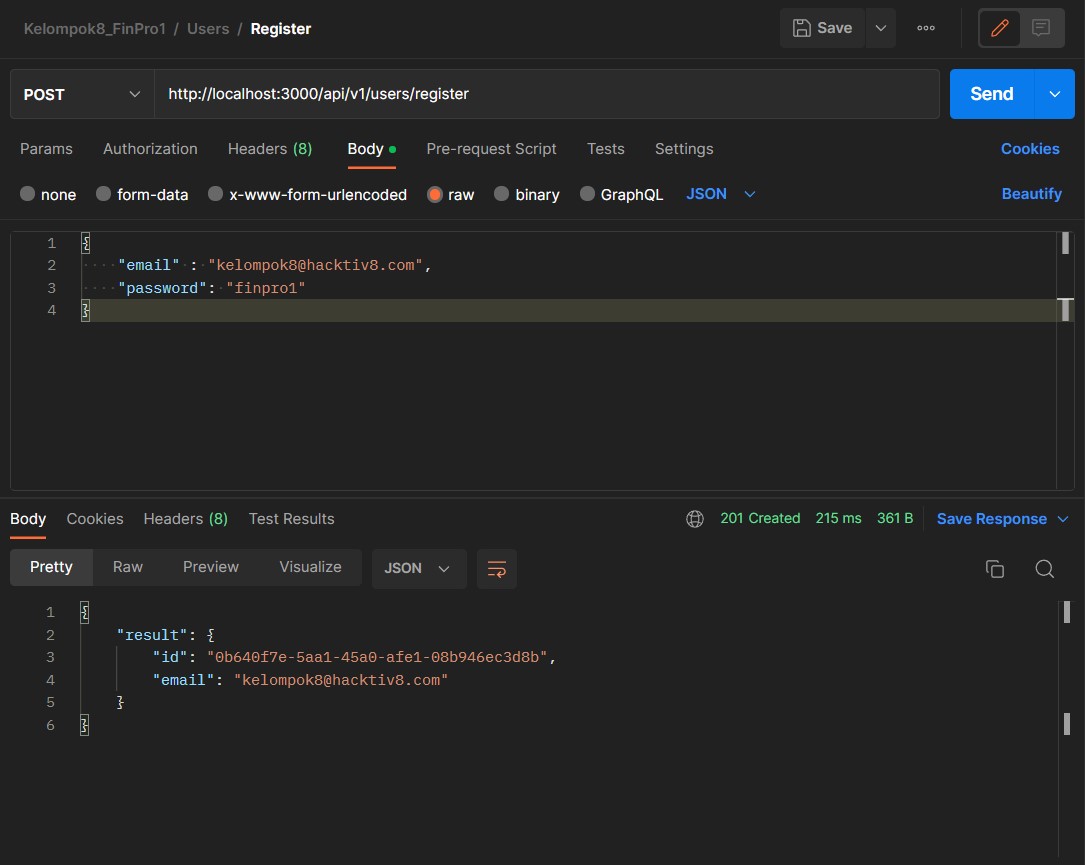 Kelompok8_FinPro1 / Users / Register Save
POST http://localhost:3000/api/v1/users/register Send
Params Authorization Headers (8) Body Pre-request Script Tests Settings Cookies
none form-data x-www-form-urlencoded raw binary GraphQL JSON Beautify
1 {
2 "email" : "kelompok8@hacktiv8.com",
3 "password": "finpro1"
4 }
Body Cookies Headers (8) Test Results 201 Created 215 ms 361 B Save Response
Pretty Raw Preview Visualize JSON
1 {
2 "result": {
3 "id": "0b640f7e-5aa1-45a0-afe1-08b946ec3d8b",
4 "email": "kelompok8@hacktiv8.com"
5 }
6 }